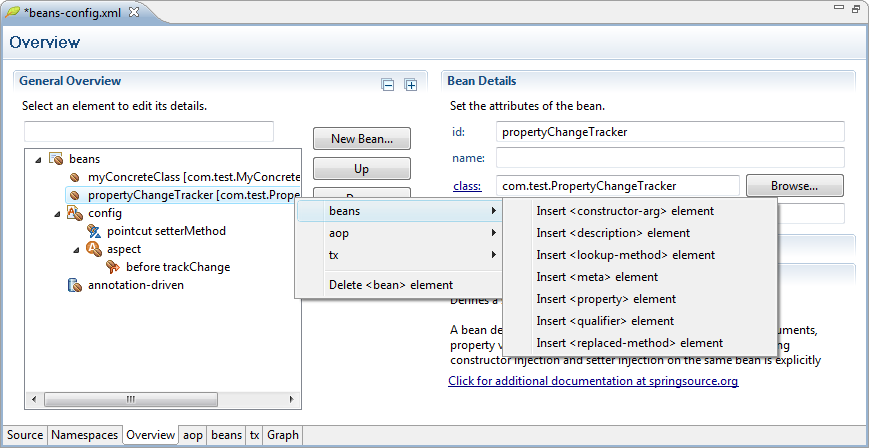 *beans-config.xml
Overview
General Overview
Select an element to edit its details.
New Bean...
Up
beans
myConcreteClass [com.test.MyConcrete
propertyChangeTracker [com.test.Prope
config
pointcut setterMethod
aspect
before trackChange
annotation-driven
Bean Details
Set the attributes of the bean.
id: propertyChangeTracker
name:
class: com.test.PropertyChangeTracker Browse...
beans
aop
tx
Delete <bean> element
Insert <constructor-arg> element
Insert <description> element
Insert <lookup-method> element
Insert <meta> element
Insert <property> element
Insert <qualifier> element
Insert <replaced-method> element
Defines a
A bean de uments,
property v ng
constructor injection and setter injection on the same bean is explicitly
Click for additional documentation at springsource.org
Source Namespaces Overview aop beans tx Graph